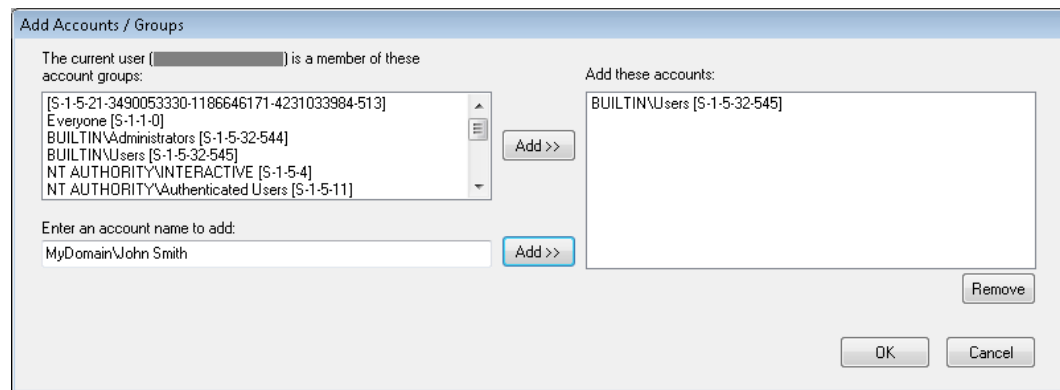 Add Accounts / Groups
The current user ( ) is a member of these
account groups:
[S-1-5-21-3490053330-1186646171-4231033984-513]
Everyone [S-1-1-0]
BUILTIN\Administrators [S-1-5-32-544]
BUILTIN\Users [S-1-5-32-545]
NT AUTHORITY\INTERACTIVE [S-1-5-4]
NT AUTHORITY\Authenticated Users [S-1-5-11]
Add >>
Add these accounts:
BUILTIN\Users [S-1-5-32-545]
Enter an account name to add:
MyDomain\John Smith
Add >>
Remove
OK
Cancel